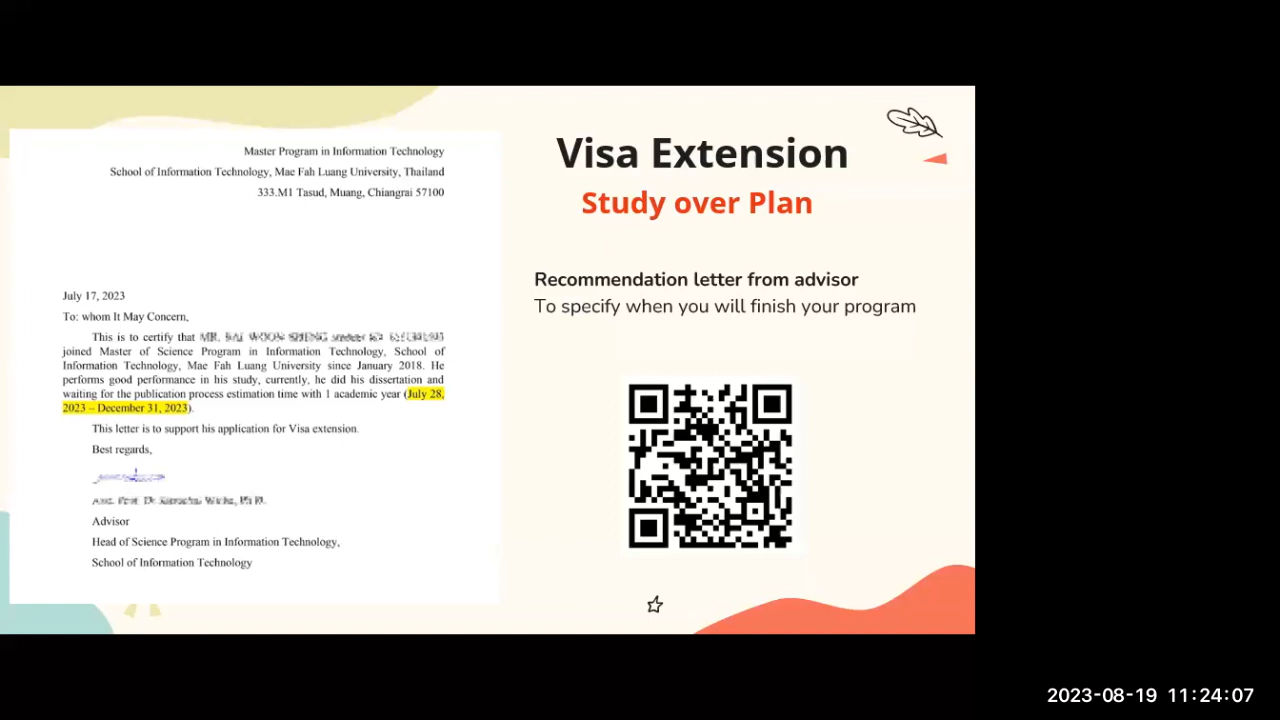 Master Program in Information Technology
School of Information Technology, Mae Fah Luang University, Thailand
333.M1 Tasud, Muang, Chiangrai 57100
July 17, 2023
To: whom It May Concern,
This is to certify that
joined Master of Science Program in Information Technology, School of
Information Technology, Mae Fah Luang University since January 2018. He
performs good performance in his study, currently, he did his dissertation and
waiting for the publication process estimation time with 1 academic year (July 28,
2023 – December 31, 2023).
This letter is to support his application for Visa extension.
Best regards,
Advisor
Head of Science Program in Information Technology,
School of Information Technology
Visa Extension
Study over Plan
Recommendation letter from advisor
To specify when you will finish your program
2023-08-19 11:24:07